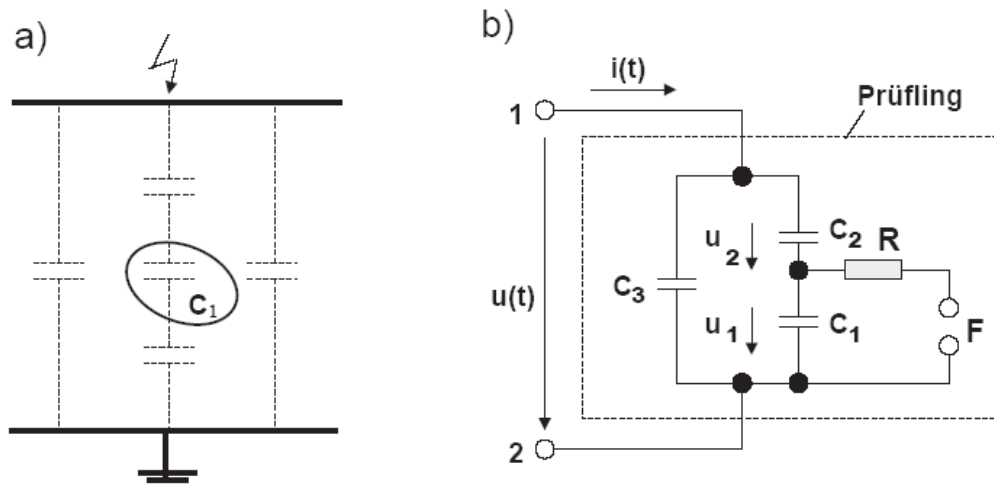 a)
C₁
b)
i(t)
Prüfling
1
u₂
C₂
R
C₃
u(t)
u₁
C₁
F
2